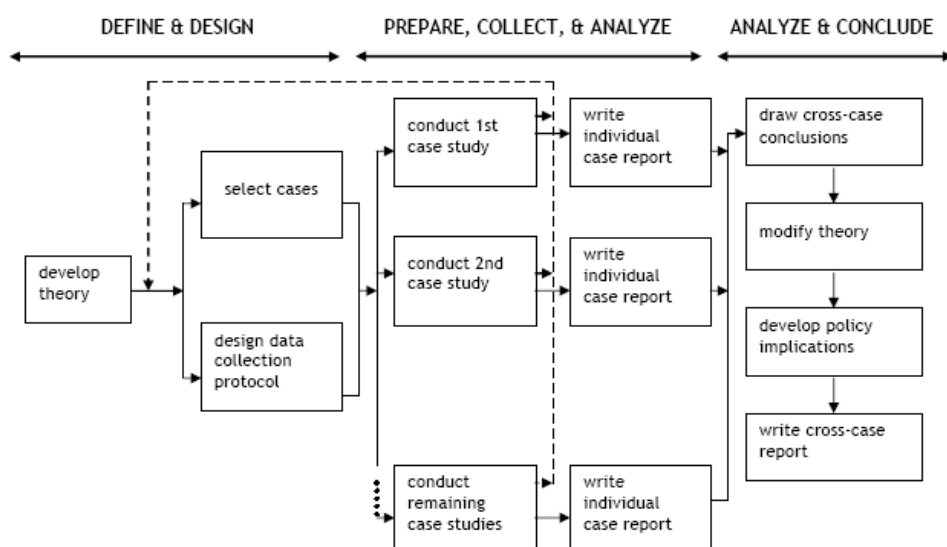 DEFINE & DESIGN
PREPARE, COLLECT, & ANALYZE
ANALYZE & CONCLUDE
develop
theory
select cases
design data
collection
protocol
conduct 1st
case study
write
individual
case report
conduct 2nd
case study
write
individual
case report
conduct
remaining
case studies
write
individual
case report
draw cross-case
conclusions
modify theory
develop policy
implications
write cross-case
report